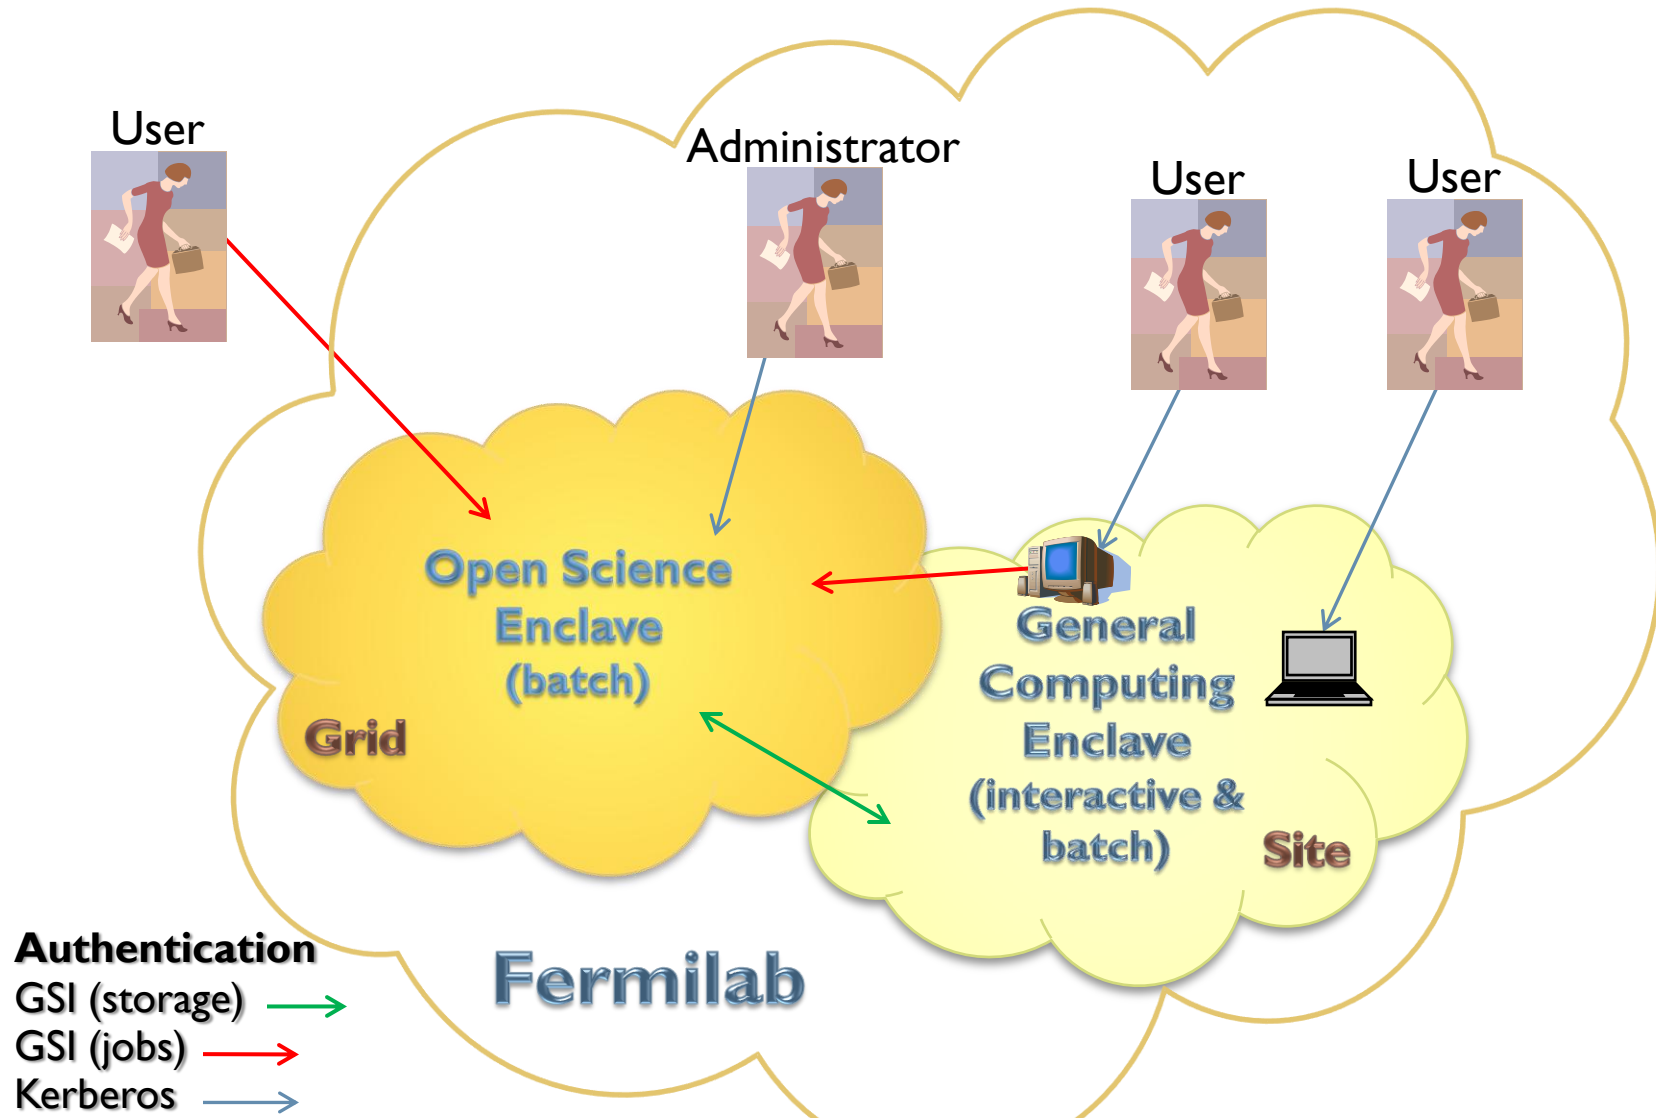 User
Administrator
User
User
Open Science
Enclave
(batch)
Grid
General
Computing
Enclave
(interactive &
batch)
Site
Fermilab
Authentication
GSI (storage)
GSI (jobs)
Kerberos